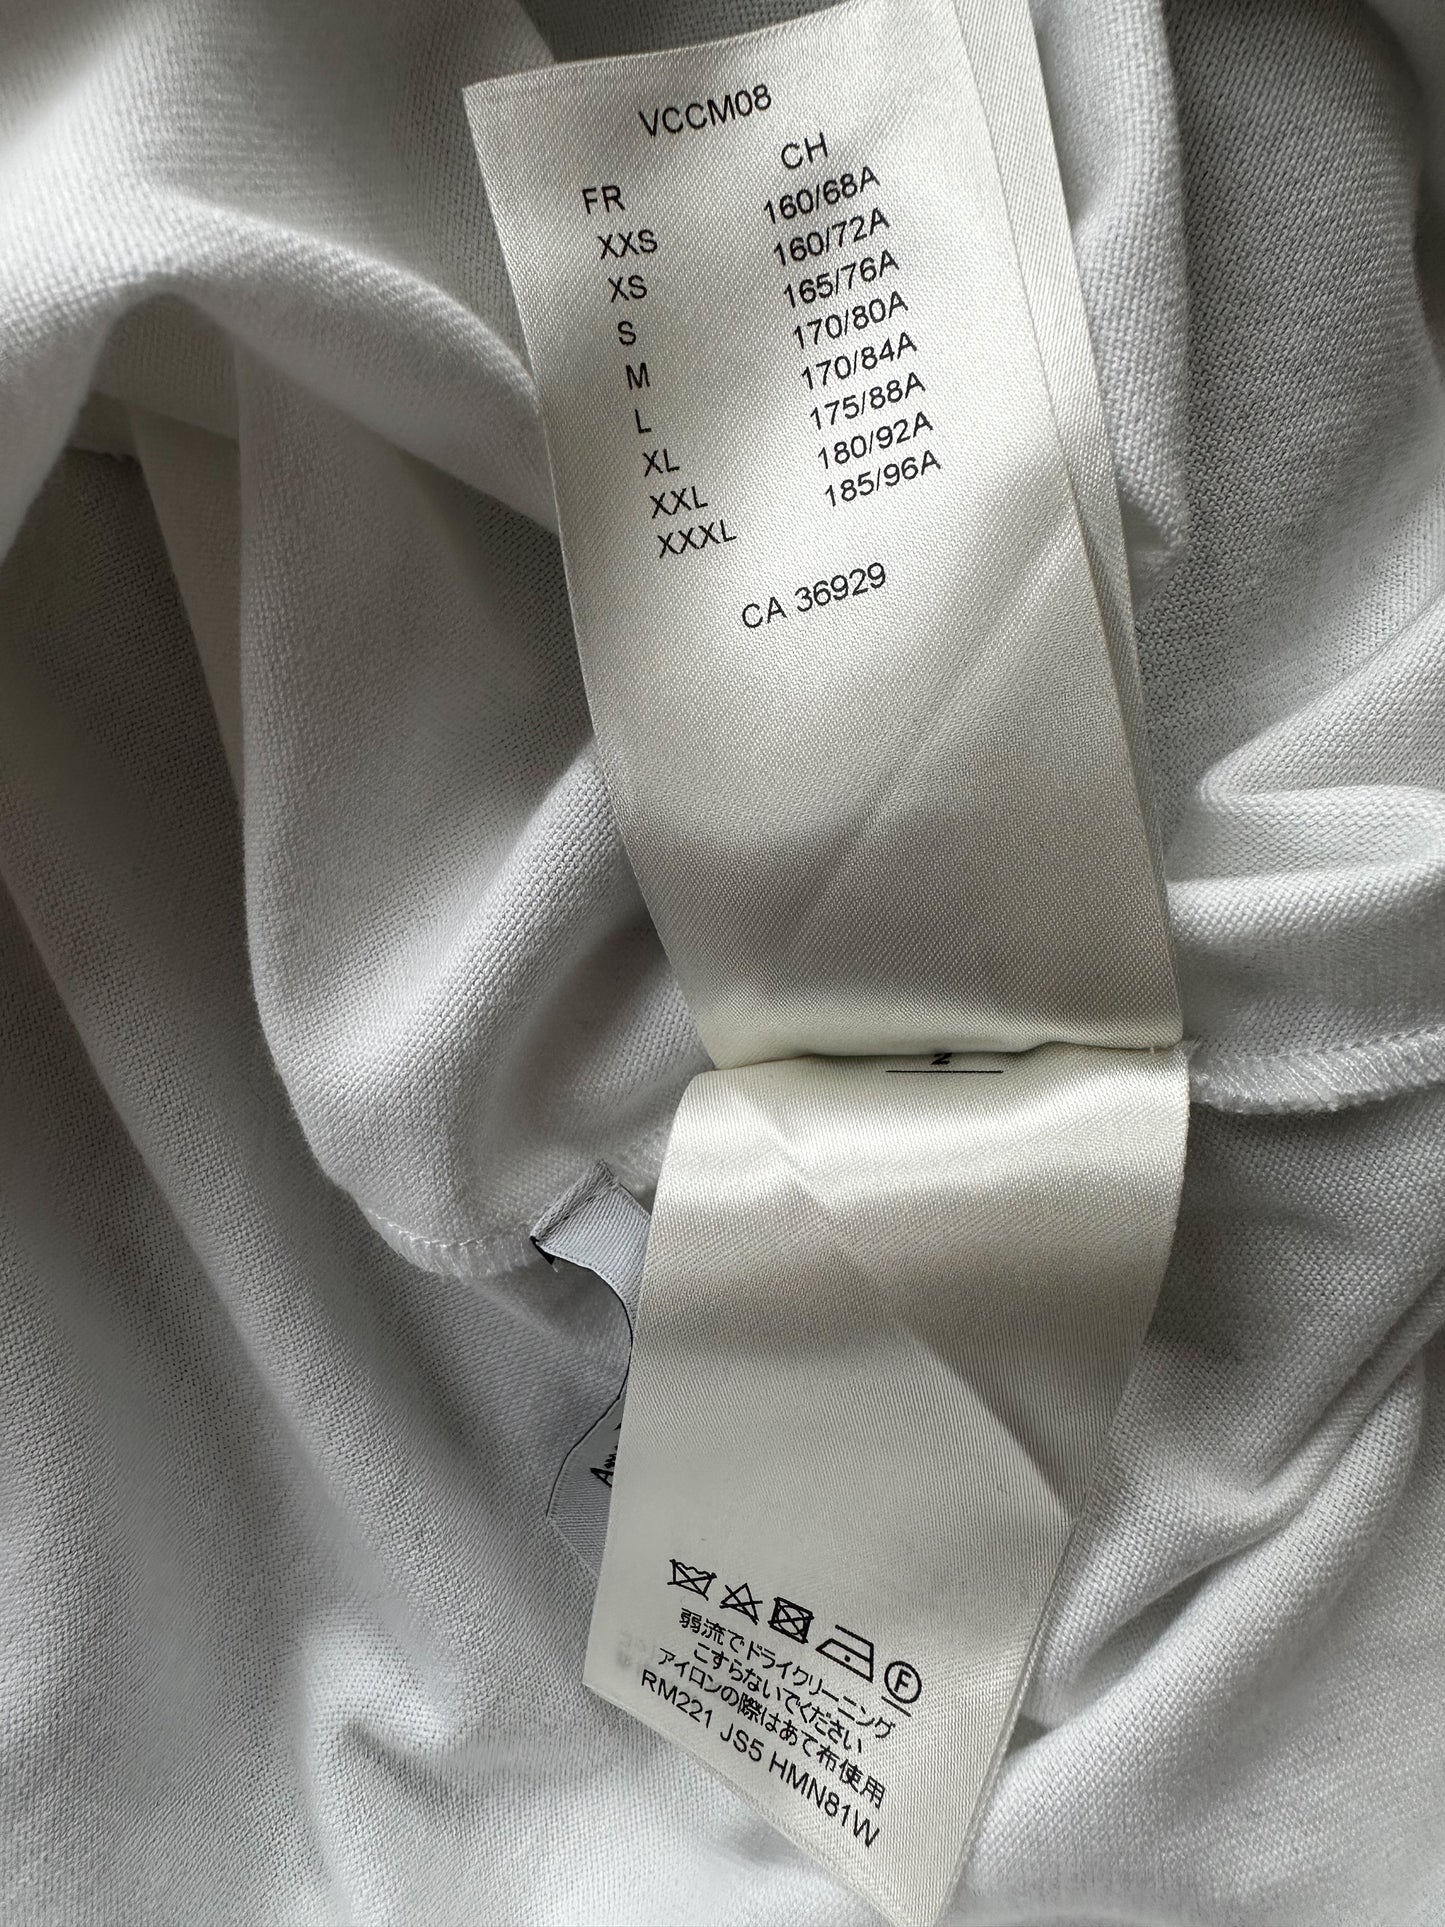 VCCM08
FR CH
XXS 160/68A
XS 160/72A
S 165/76A
M 170/80A
L 170/84A
XL 175/88A
XXL 180/92A
XXXL 185/96A
CA 36929
F
弱流でドライクリーニング
こすらないでください
アイロンの際はあて布使用
RM221 JS5 HMN81W